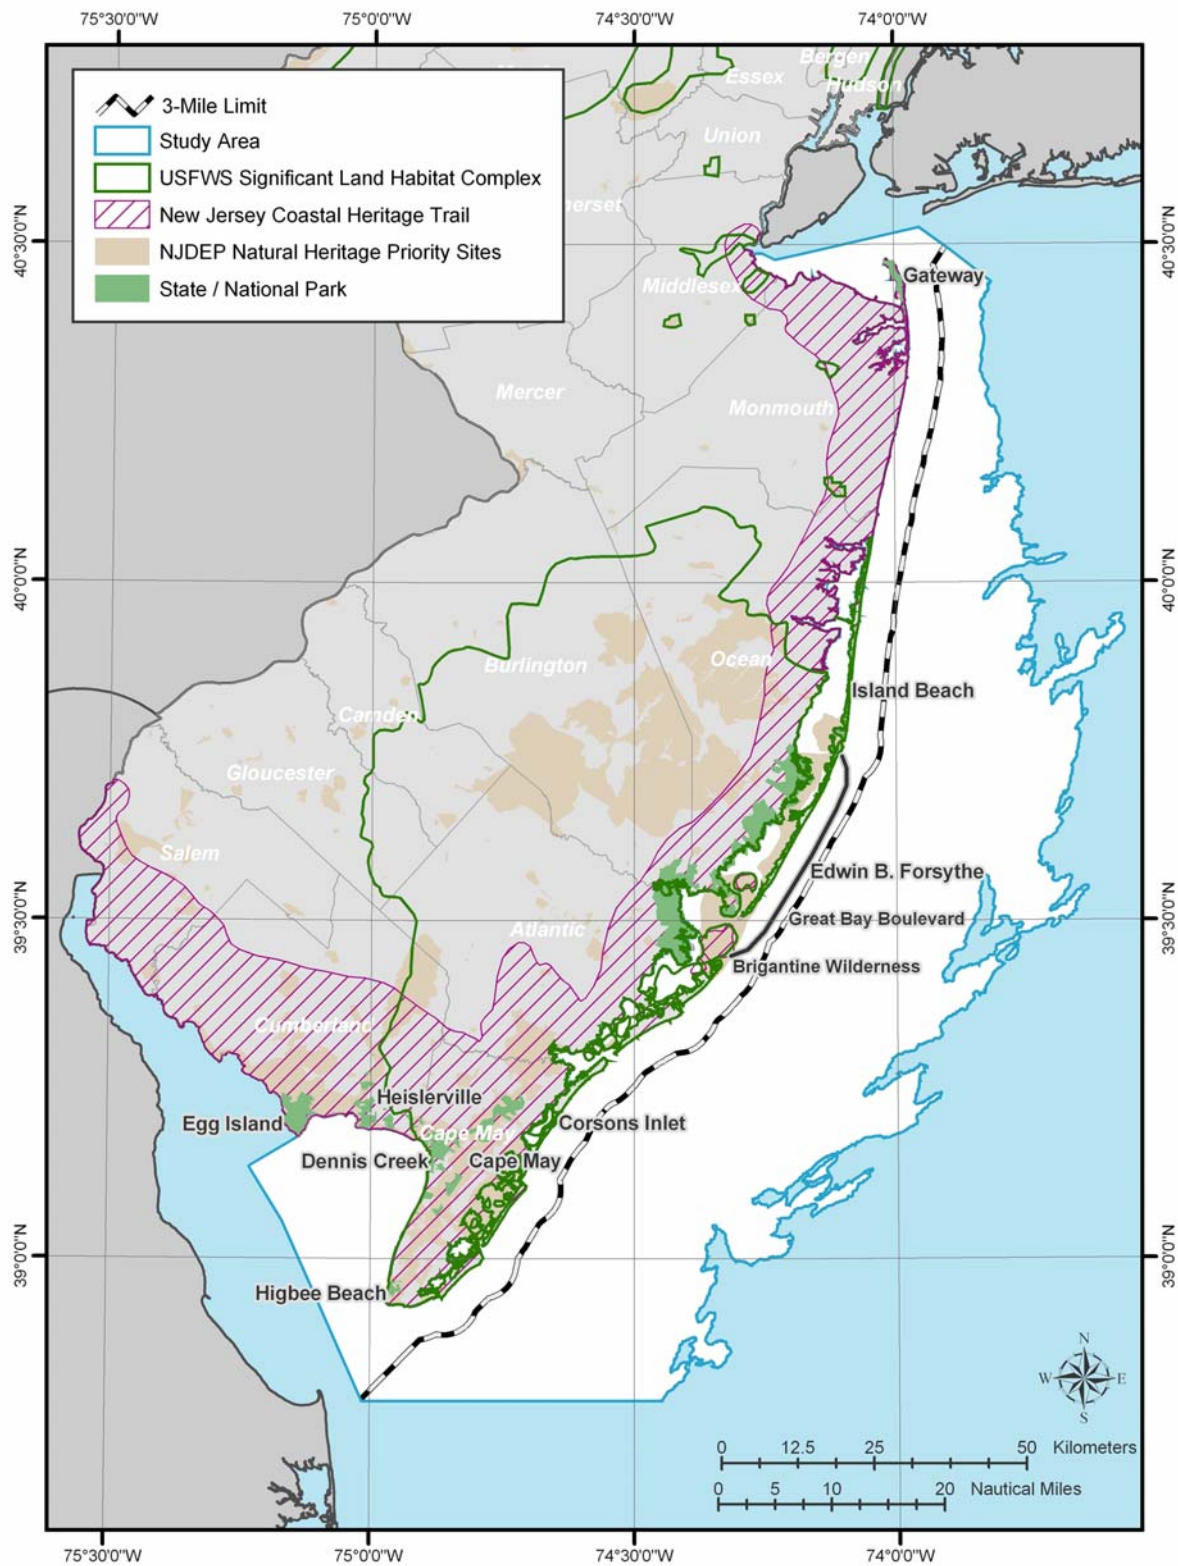 75°30'0"W 75°0'0"W 74°30'0"W 74°0'0"W
3-Mile Limit
Study Area
USFWS Significant Land Habitat Complex
New Jersey Coastal Heritage Trail
NJDEP Natural Heritage Priority Sites
State / National Park
Bergen
Essex
Hudson
Union
40°30'0"N 40°30'0"N
Gateway
Middlesex
Mercer
Monmouth
40°0'0"N 40°0'0"N
Burlington
Ocean
Island Beach
Camden
Gloucester
Salem
Edwin B. Forsythe
39°30'0"N 39°30'0"N
Great Bay Boulevard
Atlantic
Brigantine Wilderness
Cumberland
Heislerville
Egg Island
Corsons Inlet
Cape May
Dennis Creek
Cape May
39°0'0"N 39°0'0"N
Higbee Beach
N
W E
S
0 12.5 25 50 Kilometers
0 5 10 20 Nautical Miles
75°30'0"W 75°0'0"W 74°30'0"W 74°0'0"W